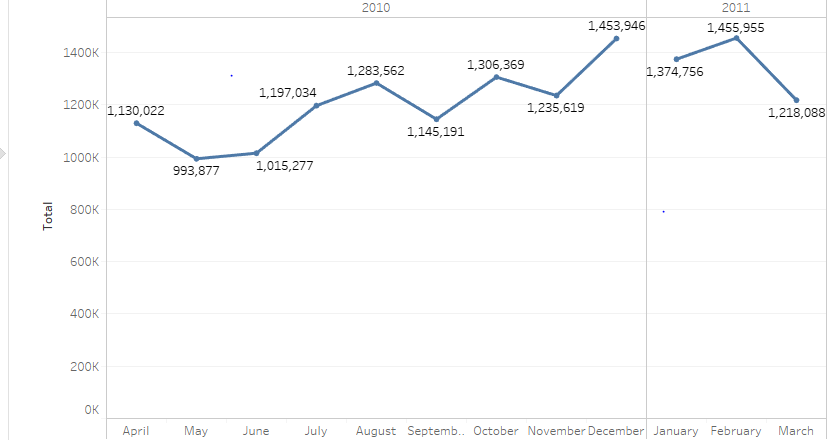 2010 2011
1400K
1200K
1000K
800K
600K
400K
200K
0K
Total
1,130,022
993,877
1,015,277
1,197,034
1,283,562
1,145,191
1,306,369
1,235,619
1,453,946
1,374,756
1,455,955
1,218,088
April May June July August Septemb.. October November December January February March